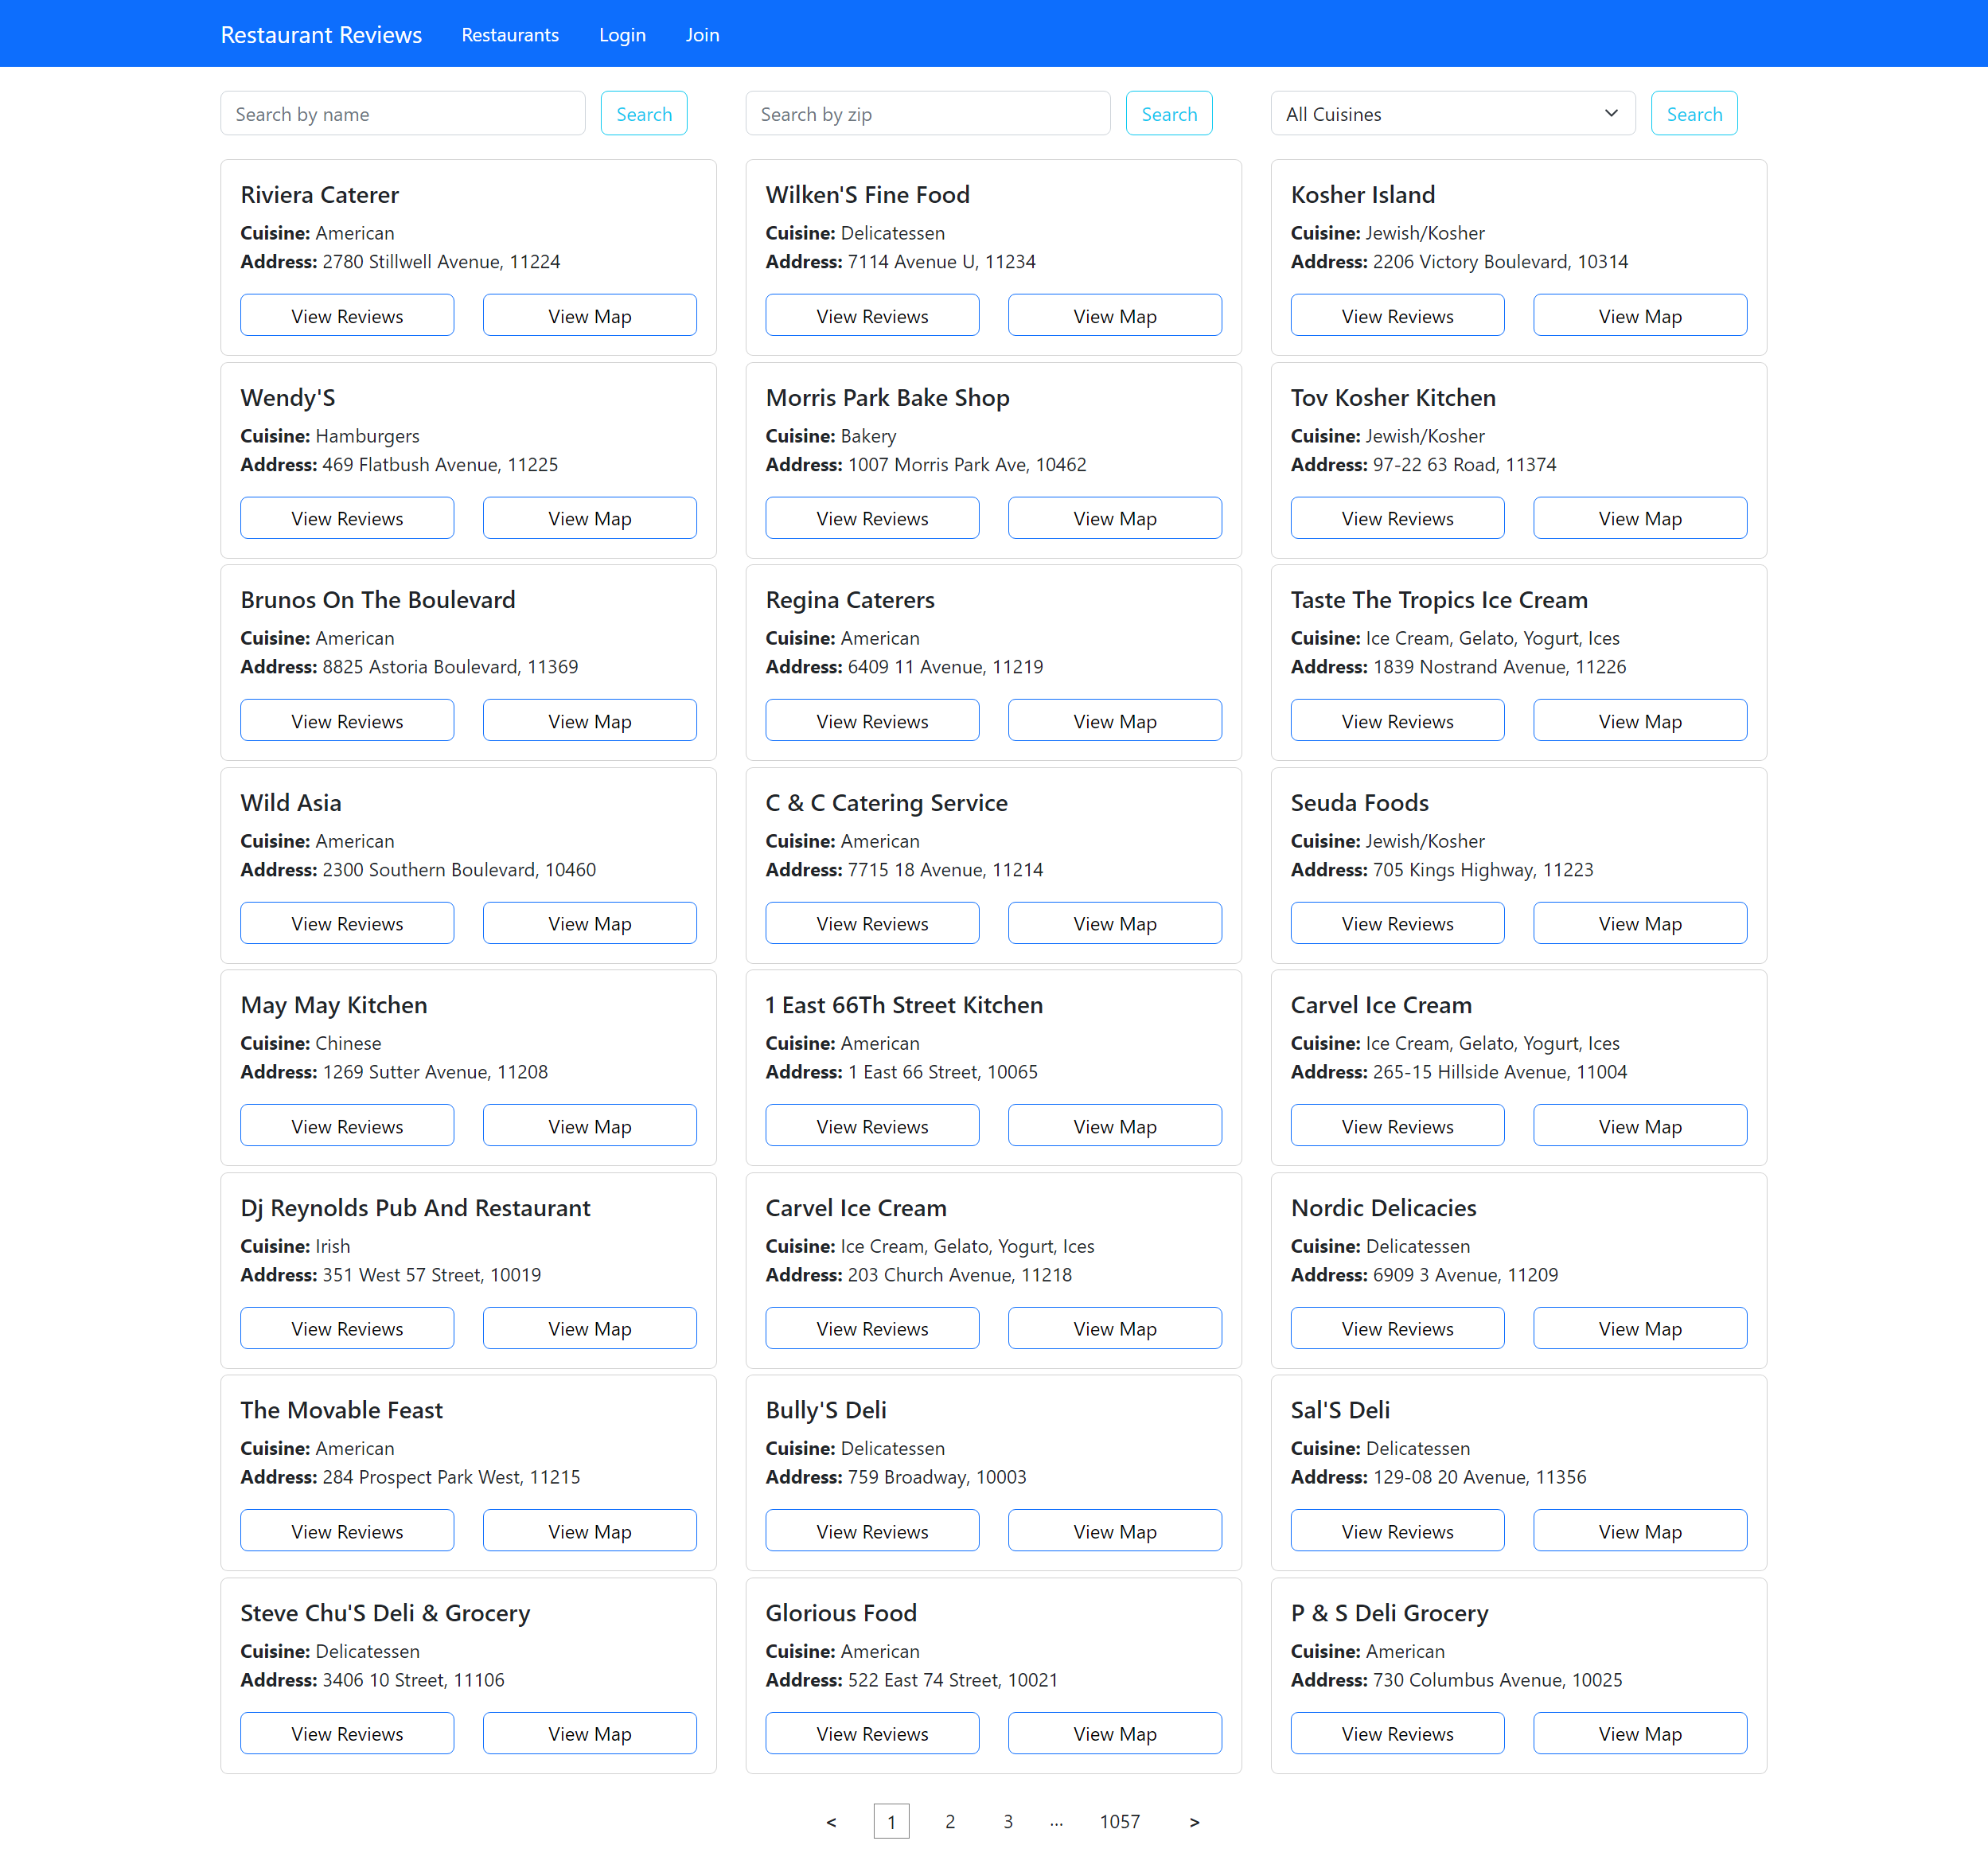 Restaurant Reviews Restaurants Login Join
Search by name Search Search by zip Search All Cuisines Search
Riviera Caterer
Cuisine: American
Address: 2780 Stillwell Avenue, 11224
View Reviews View Map
Wilken'S Fine Food
Cuisine: Delicatessen
Address: 7114 Avenue U, 11234
View Reviews View Map
Kosher Island
Cuisine: Jewish/Kosher
Address: 2206 Victory Boulevard, 10314
View Reviews View Map
Wendy'S
Cuisine: Hamburgers
Address: 469 Flatbush Avenue, 11225
View Reviews View Map
Morris Park Bake Shop
Cuisine: Bakery
Address: 1007 Morris Park Ave, 10462
View Reviews View Map
Tov Kosher Kitchen
Cuisine: Jewish/Kosher
Address: 97-22 63 Road, 11374
View Reviews View Map
Brunos On The Boulevard
Cuisine: American
Address: 8825 Astoria Boulevard, 11369
View Reviews View Map
Regina Caterers
Cuisine: American
Address: 6409 11 Avenue, 11219
View Reviews View Map
Taste The Tropics Ice Cream
Cuisine: Ice Cream, Gelato, Yogurt, Ices
Address: 1839 Nostrand Avenue, 11226
View Reviews View Map
Wild Asia
Cuisine: American
Address: 2300 Southern Boulevard, 10460
View Reviews View Map
C & C Catering Service
Cuisine: American
Address: 7715 18 Avenue, 11214
View Reviews View Map
Seuda Foods
Cuisine: Jewish/Kosher
Address: 705 Kings Highway, 11223
View Reviews View Map
May May Kitchen
Cuisine: Chinese
Address: 1269 Sutter Avenue, 11208
View Reviews View Map
1 East 66Th Street Kitchen
Cuisine: American
Address: 1 East 66 Street, 10065
View Reviews View Map
Carvel Ice Cream
Cuisine: Ice Cream, Gelato, Yogurt, Ices
Address: 265-15 Hillside Avenue, 11004
View Reviews View Map
Dj Reynolds Pub And Restaurant
Cuisine: Irish
Address: 351 West 57 Street, 10019
View Reviews View Map
Carvel Ice Cream
Cuisine: Ice Cream, Gelato, Yogurt, Ices
Address: 203 Church Avenue, 11218
View Reviews View Map
Nordic Delicacies
Cuisine: Delicatessen
Address: 6909 3 Avenue, 11209
View Reviews View Map
The Movable Feast
Cuisine: American
Address: 284 Prospect Park West, 11215
View Reviews View Map
Bully'S Deli
Cuisine: Delicatessen
Address: 759 Broadway, 10003
View Reviews View Map
Sal'S Deli
Cuisine: Delicatessen
Address: 129-08 20 Avenue, 11356
View Reviews View Map
Steve Chu'S Deli & Grocery
Cuisine: Delicatessen
Address: 3406 10 Street, 11106
View Reviews View Map
Glorious Food
Cuisine: American
Address: 522 East 74 Street, 10021
View Reviews View Map
P & S Deli Grocery
Cuisine: American
Address: 730 Columbus Avenue, 10025
View Reviews View Map
< 1 2 3 ... 1057 >